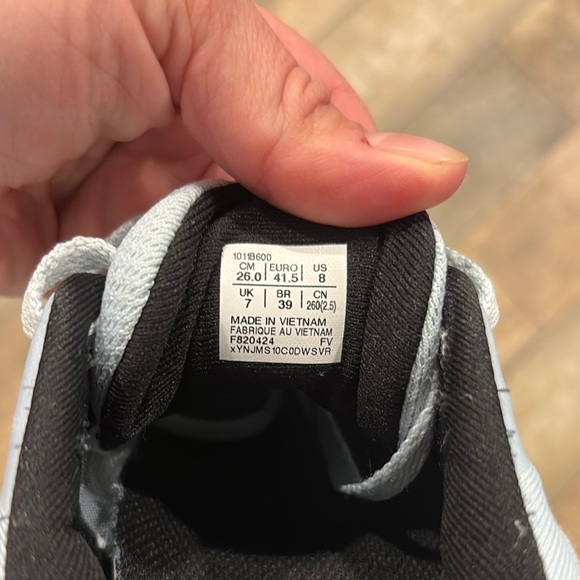 1011B600
CM EURO US
26.0 41.5 8
UK BR CN
7 39 260(2.5)
MADE IN VIETNAM
FABRIQUE AU VIETNAM
F820424 FV
xYNJMS10C0DWSVR